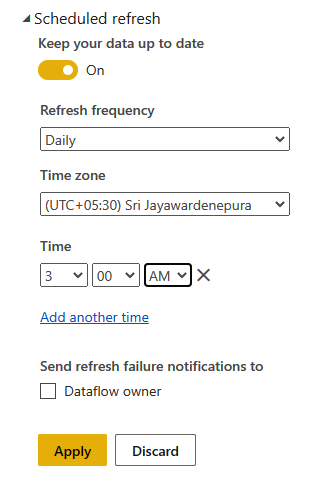 Scheduled refresh
Keep your data up to date
On
Refresh frequency
Daily
Time zone
(UTC+05:30) Sri Jayawardenepura
Time
3 00 AM
Add another time
Send refresh failure notifications to
Dataflow owner
Apply Discard